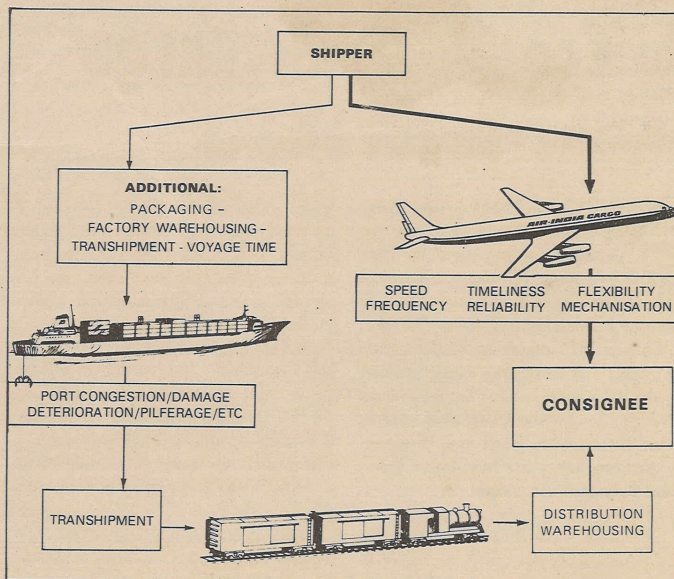 SHIPPER
ADDITIONAL:
PACKAGING –
FACTORY WAREHOUSING –
TRANSHIPMENT - VOYAGE TIME
AIR-INDIA CARGO
SPEED TIMELINESS FLEXIBILITY
FREQUENCY RELIABILITY MECHANISATION
PORT CONGESTION/DAMAGE
DETERIORATION/PILFERAGE/ETC
CONSIGNEE
TRANSHIPMENT
DISTRIBUTION
WAREHOUSING